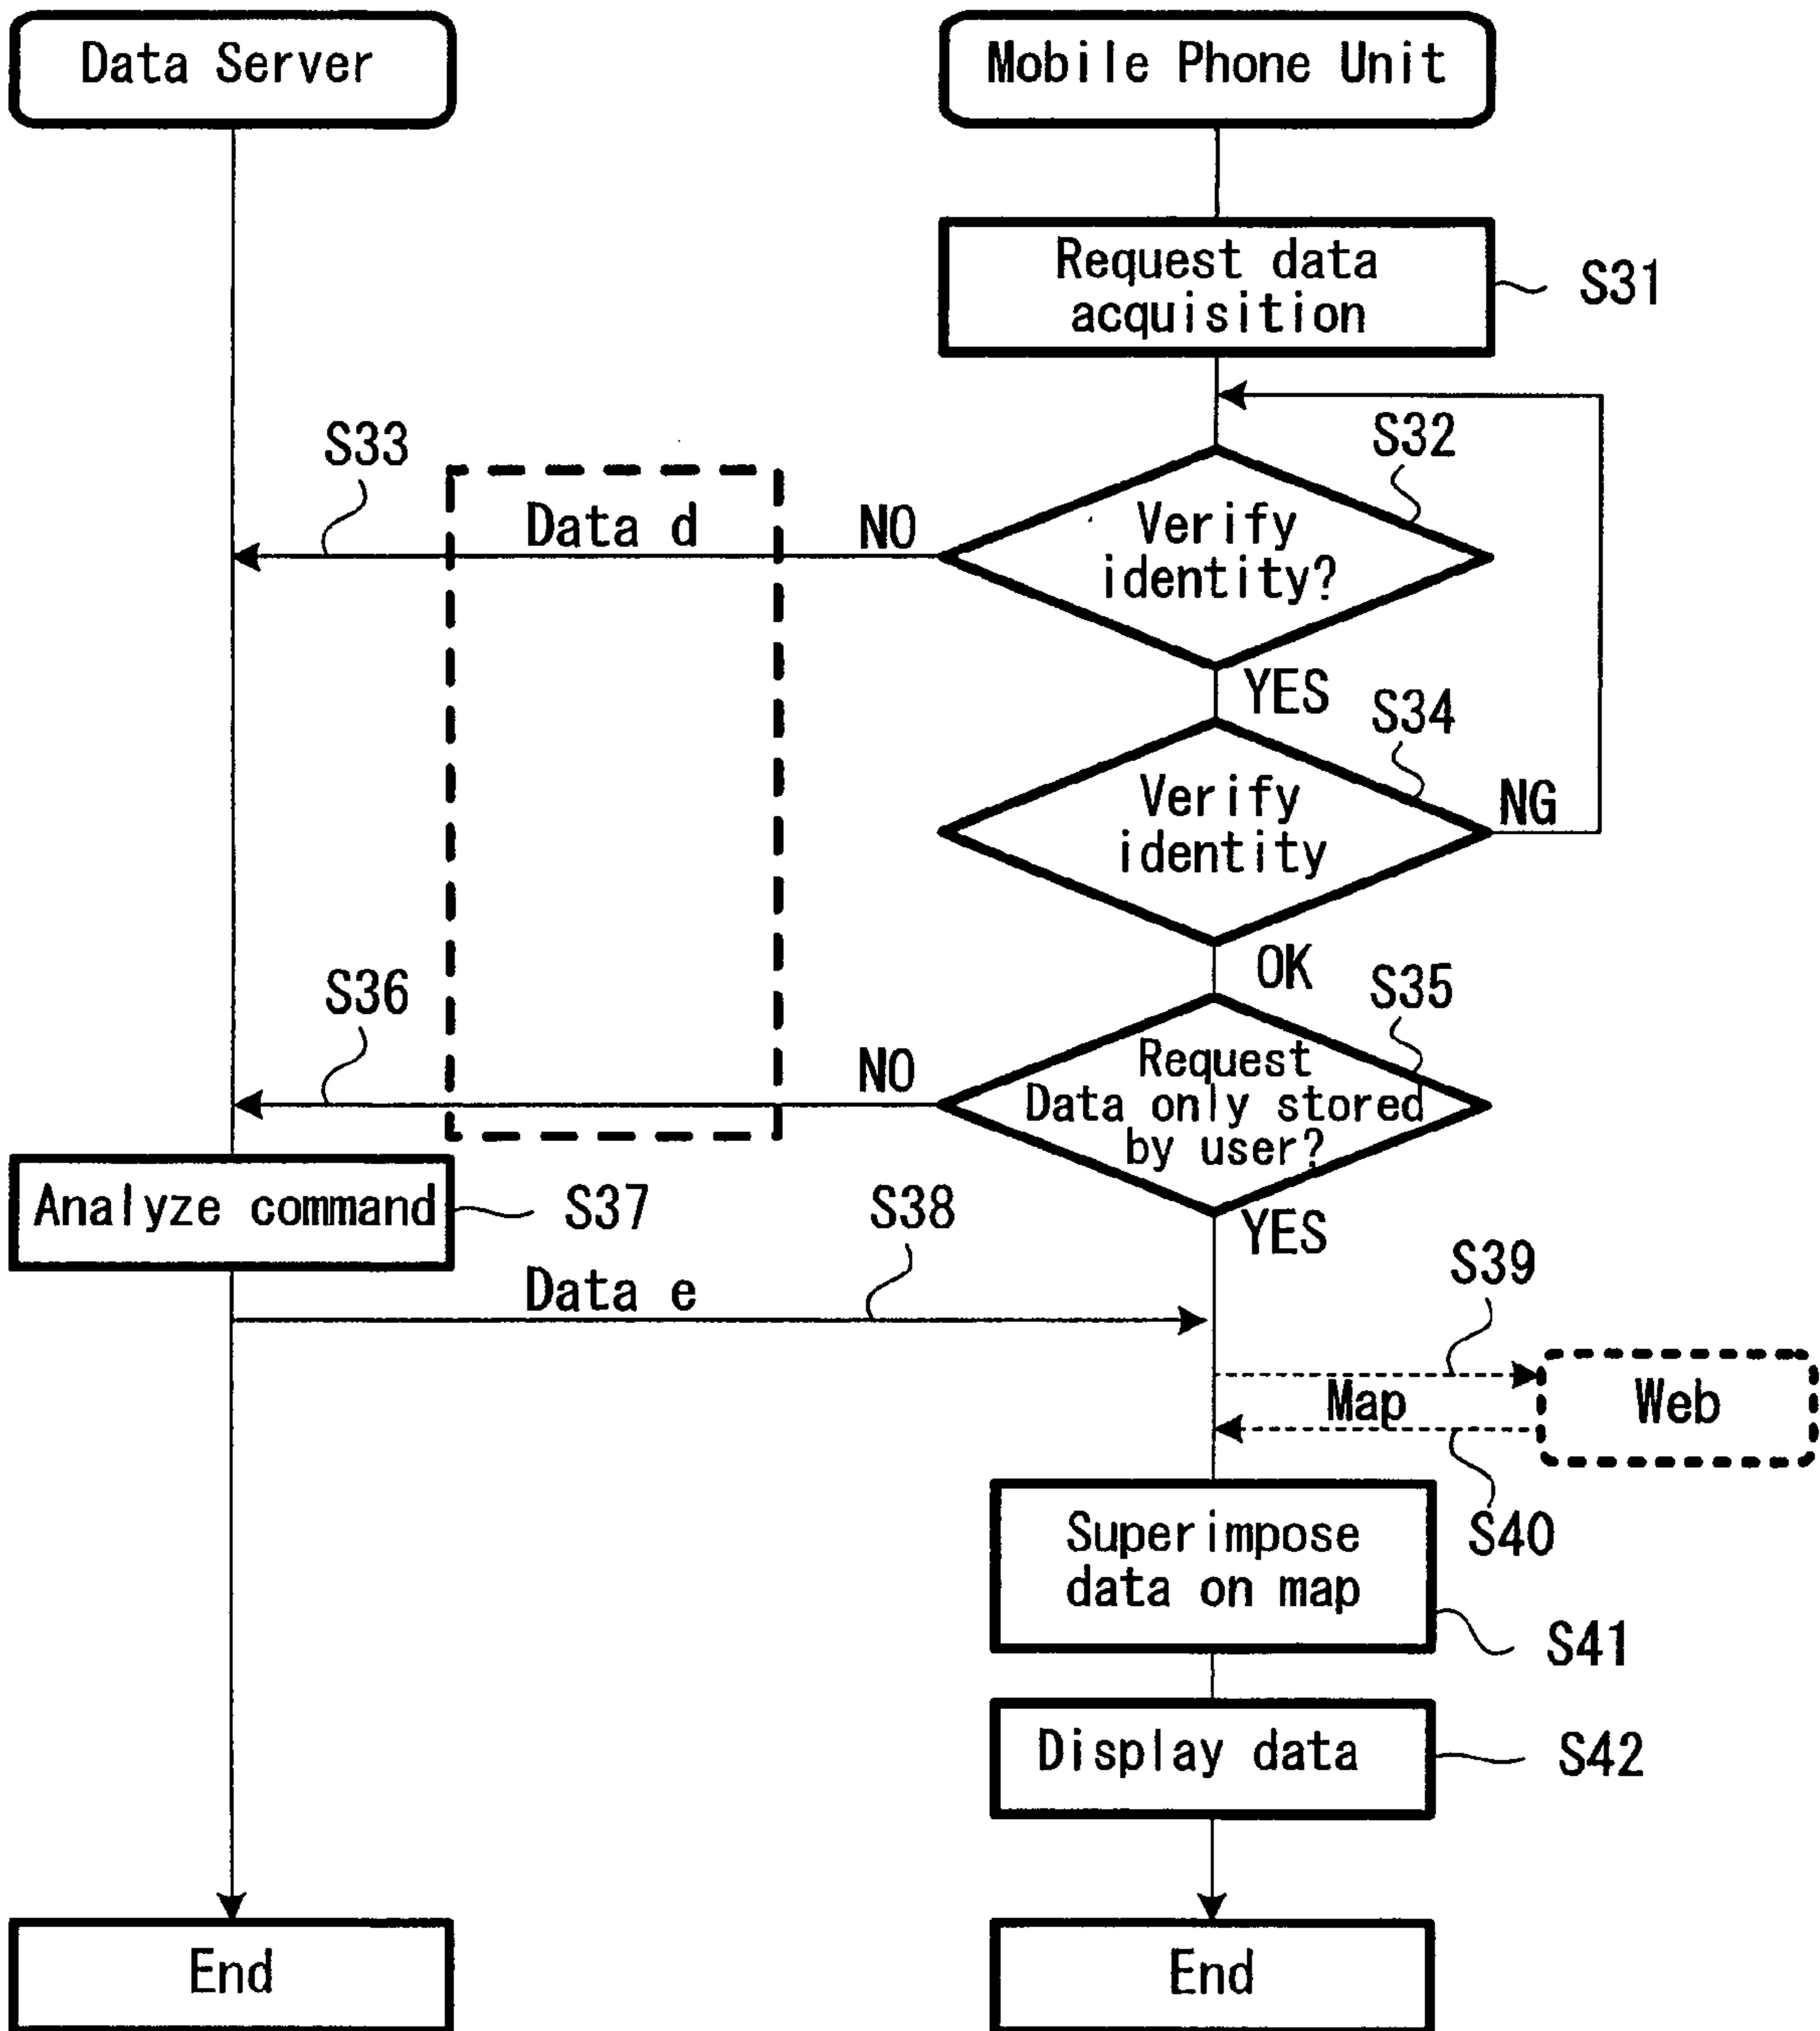 Data Server
Mobile Phone Unit
Request data
acquisition
S31
S33
S32
Data d
NO
Verify
identity?
YES
S34
Verify
identity
NG
OK
S36
S35
NO
Request
Data only stored
by user?
YES
Analyze command
S37
S38
Data e
S39
Map
Web
S40
Superimpose
data on map
S41
Display data
S42
End
End